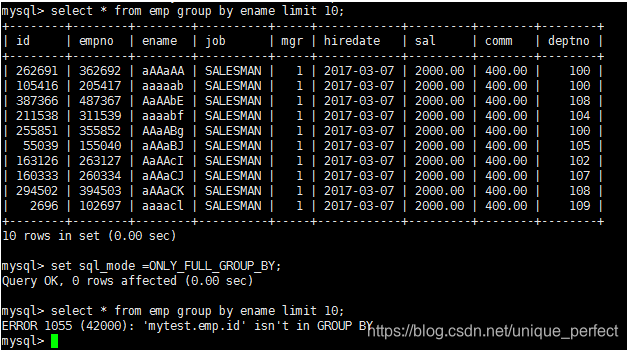 mysql> select * from emp group by ename limit 10;
+--------+--------+--------+----------+-----+------------+---------+--------+--------+
| id     | empno  | ename  | job      | mgr | hiredate   | sal     | comm   | deptno |
+--------+--------+--------+----------+-----+------------+---------+--------+--------+
| 262691 | 362692 | aAAaAA | SALESMAN |   1 | 2017-03-07 | 2000.00 | 400.00 |    100 |
| 105416 | 205417 | aaaaab | SALESMAN |   1 | 2017-03-07 | 2000.00 | 400.00 |    100 |
| 387366 | 487367 | AaAAbE | SALESMAN |   1 | 2017-03-07 | 2000.00 | 400.00 |    108 |
| 211538 | 311539 | aaaabf | SALESMAN |   1 | 2017-03-07 | 2000.00 | 400.00 |    104 |
| 255851 | 355852 | AAaABg | SALESMAN |   1 | 2017-03-07 | 2000.00 | 400.00 |    100 |
|  55039 | 155040 | aAAaBJ | SALESMAN |   1 | 2017-03-07 | 2000.00 | 400.00 |    105 |
| 163126 | 263127 | AaAAcI | SALESMAN |   1 | 2017-03-07 | 2000.00 | 400.00 |    102 |
| 160333 | 260334 | aAAaCJ | SALESMAN |   1 | 2017-03-07 | 2000.00 | 400.00 |    107 |
| 294502 | 394503 | aAAaCK | SALESMAN |   1 | 2017-03-07 | 2000.00 | 400.00 |    108 |
|   2696 | 102697 | aaaacl | SALESMAN |   1 | 2017-03-07 | 2000.00 | 400.00 |    109 |
+--------+--------+--------+----------+-----+------------+---------+--------+--------+
10 rows in set (0.00 sec)
mysql> set sql_mode =ONLY_FULL_GROUP_BY;
Query OK, 0 rows affected (0.00 sec)
mysql> select * from emp group by ename limit 10;
ERROR 1055 (42000): 'mytest.emp.id' isn't in GROUP BY
https://blog.csdn.net/unique_perfect
mysql>